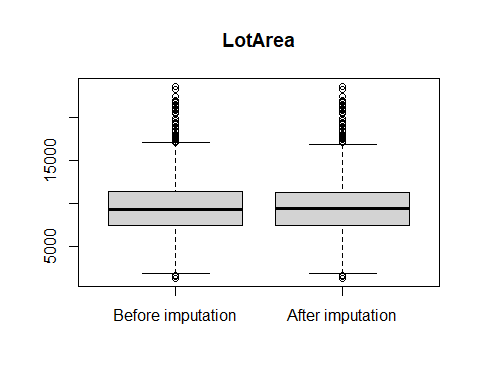 LotArea
15000
5000
Before imputation
After imputation